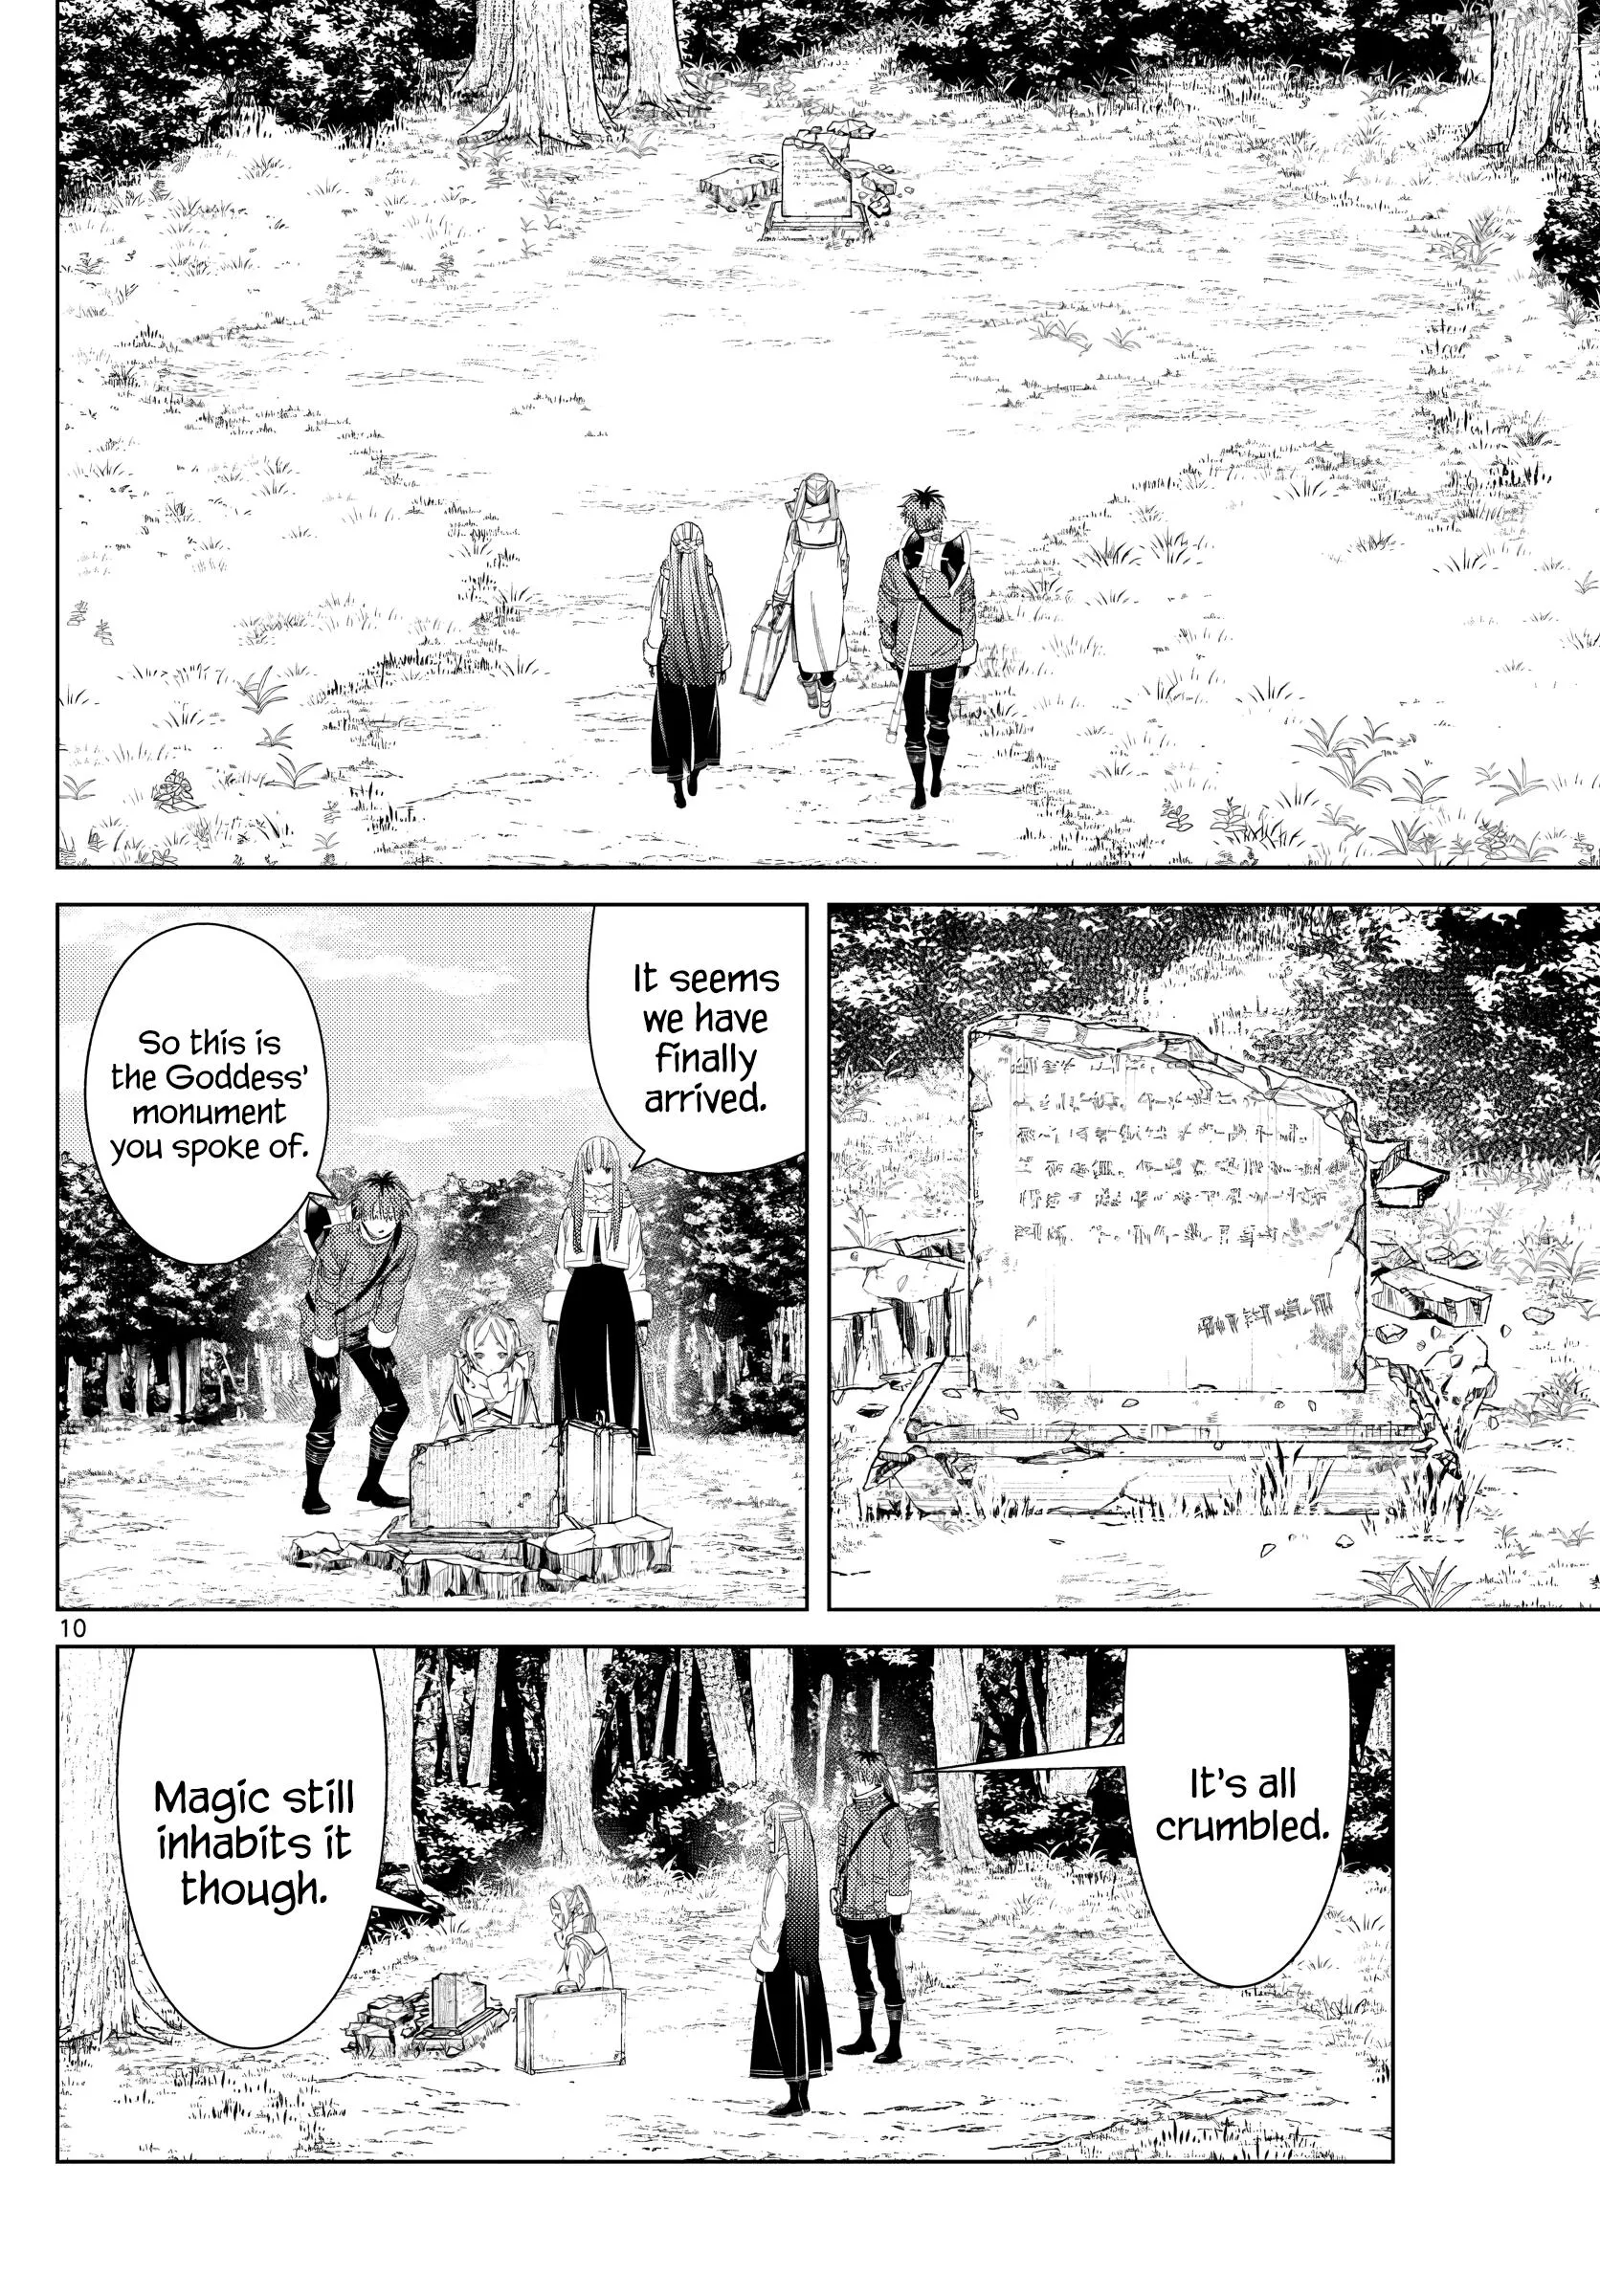 It seems
we have
finally
arrived.
So this is
the Goddess'
monument
you spoke of.
10
It's all
crumbled.
Magic still
inhabits it
though.